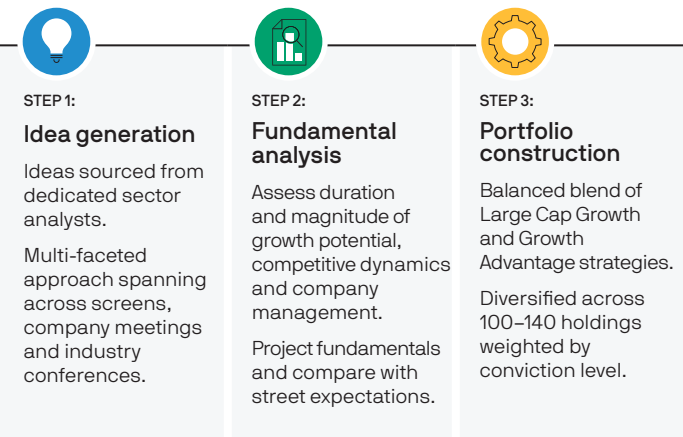 STEP 1:
Idea generation
Ideas sourced from
dedicated sector
analysts.
Multi-faceted
approach spanning
across screens,
company meetings
and industry
conferences.
STEP 2:
Fundamental
analysis
Assess duration
and magnitude of
growth potential,
competitive dynamics
and company
management.
Project fundamentals
and compare with
street expectations.
STEP 3:
Portfolio
construction
Balanced blend of
Large Cap Growth
and Growth
Advantage strategies.
Diversified across
100–140 holdings
weighted by
conviction level.